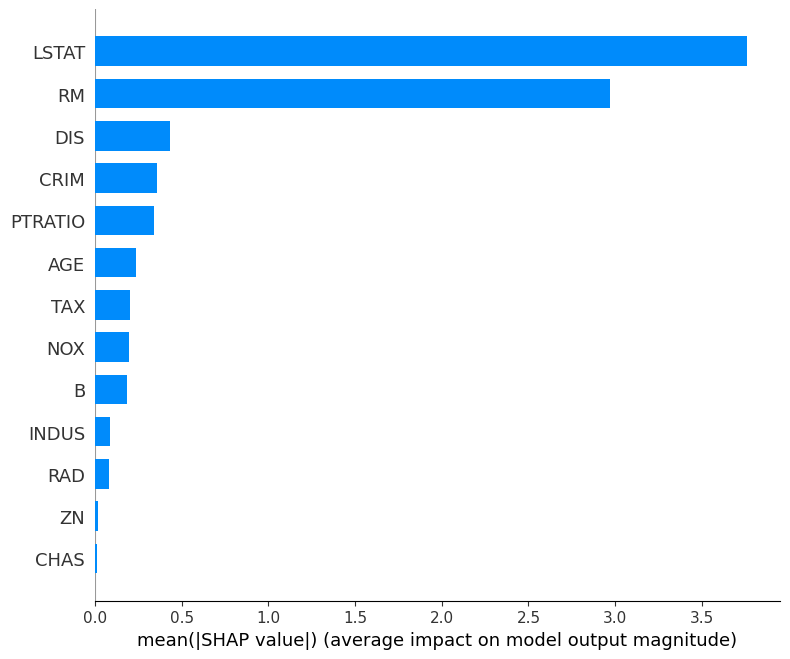 LSTAT
RM
DIS
CRIM
PTRATIO
AGE
TAX
NOX
B
INDUS
RAD
ZN
CHAS
0.0 0.5 1.0 1.5 2.0 2.5 3.0 3.5
mean(|SHAP value|) (average impact on model output magnitude)